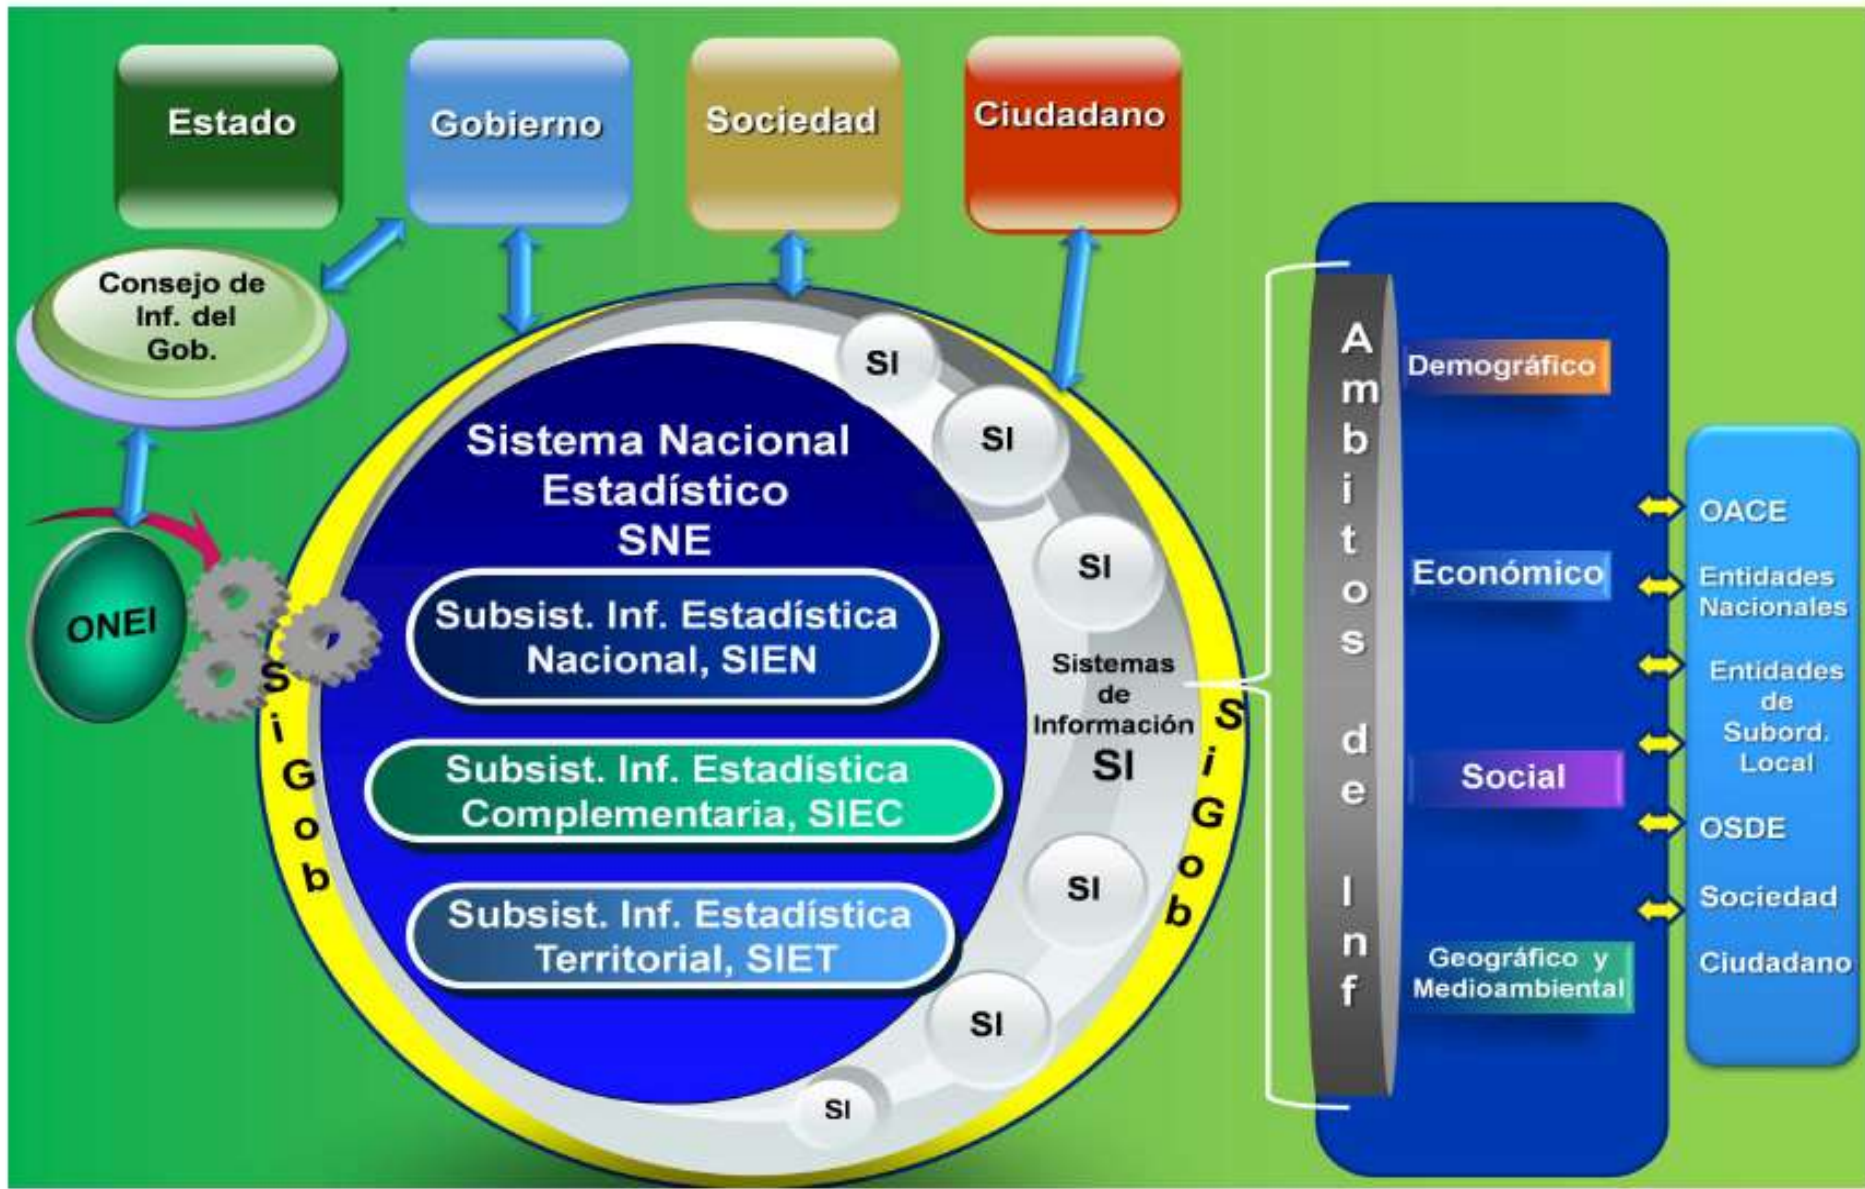 Estado
Gobierno
Sociedad
Ciudadano
Consejo de
Inf. del
Gob.
ONEI
SiGob
Sistema Nacional
Estadístico
SNE
Subsist. Inf. Estadística
Nacional, SIEN
Subsist. Inf. Estadística
Complementaria, SIEC
Subsist. Inf. Estadística
Territorial, SIET
SI
SI
SI
Sistemas
de
Información
SI
SI
SI
SI
SiGob
Ambitos de Inf
Demográfico
Económico
Social
Geográfico y
Medioambiental
OACE
Entidades
Nacionales
Entidades
de
Subord.
Local
OSDE
Sociedad
Ciudadano